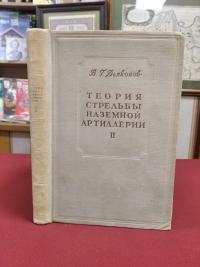 В. Г. Дьяконов
ТЕОРИЯ
СТРЕЛЬБЫ
НАЗЕМНОЙ
АРТИЛЛЕРИИ
II